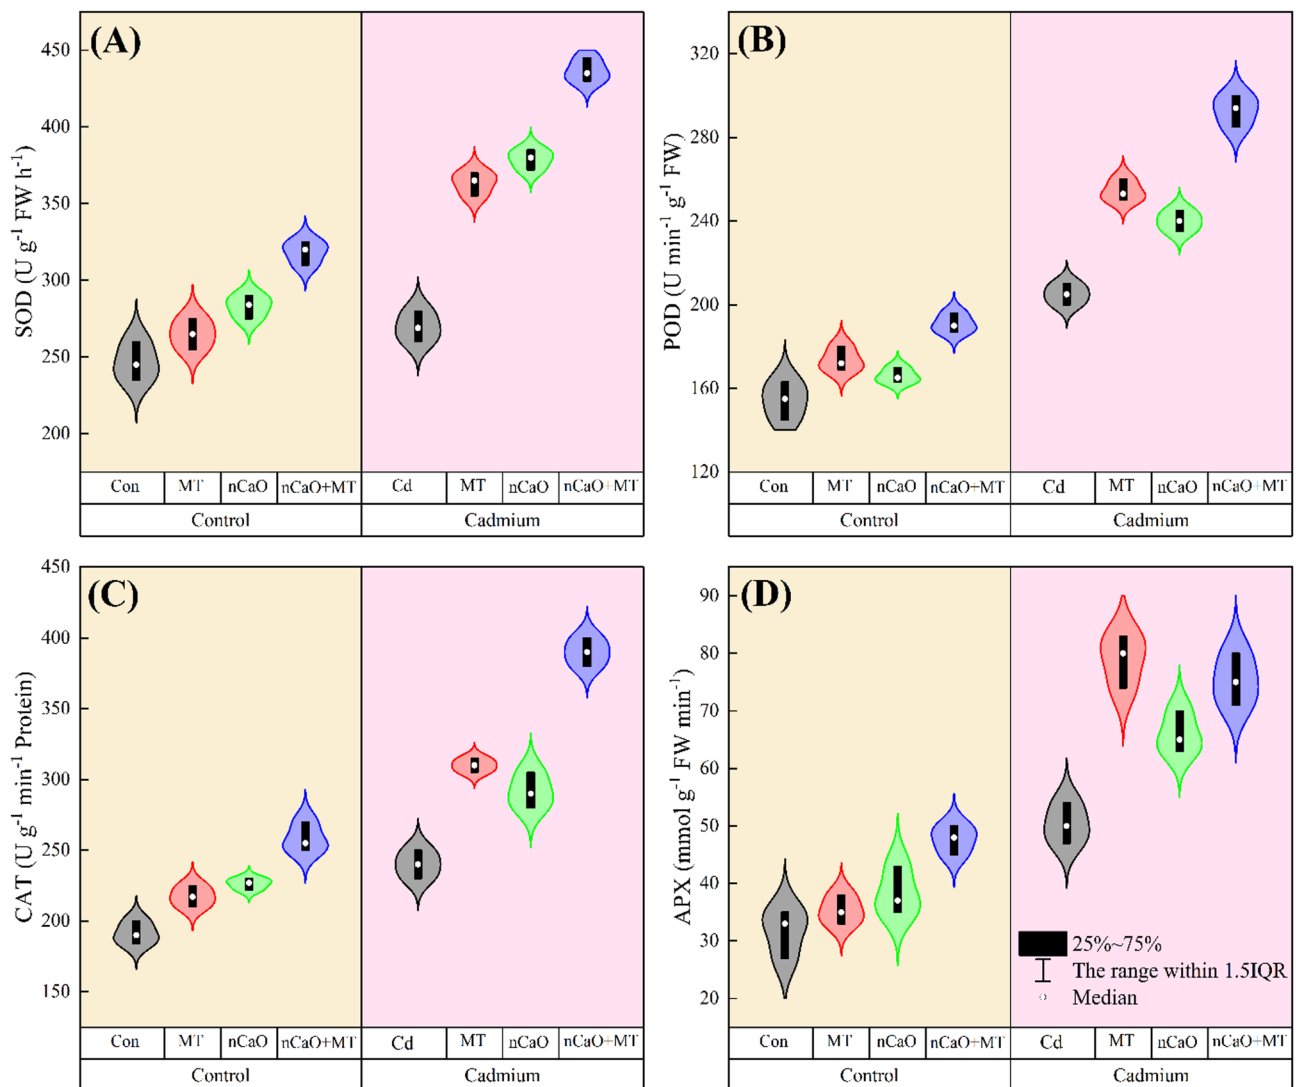 (A)
SOD (U g⁻¹ FW h⁻¹)
450
400
350
300
250
200
Con MT nCaO nCaO+MT Cd MT nCaO nCaO+MT
Control Cadmium
(B)
POD (U min⁻¹ g⁻¹ FW)
320
280
240
200
160
120
Con MT nCaO nCaO+MT Cd MT nCaO nCaO+MT
Control Cadmium
(C)
CAT (U g⁻¹ min⁻¹ Protein)
450
400
350
300
250
200
150
Con MT nCaO nCaO+MT Cd MT nCaO nCaO+MT
Control Cadmium
(D)
APX (mmol g⁻¹ FW min⁻¹)
90
80
70
60
50
40
30
20
25%~75%
The range within 1.5IQR
Median
Con MT nCaO nCaO+MT Cd MT nCaO nCaO+MT
Control Cadmium